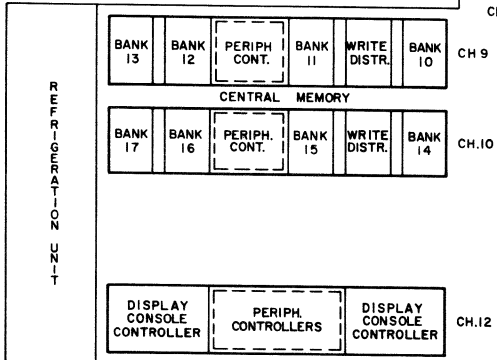 CH 9
BANK 13 BANK 12 PERIPH CONT. BANK 11 WRITE DISTR. BANK 10
CENTRAL MEMORY
BANK 17 BANK 16 PERIPH. CONT. BANK 15 WRITE DISTR. BANK 14
CH.10
REFRIGERATION UNIT
DISPLAY CONSOLE CONTROLLER PERIPH. CONTROLLERS DISPLAY CONSOLE CONTROLLER
CH.12